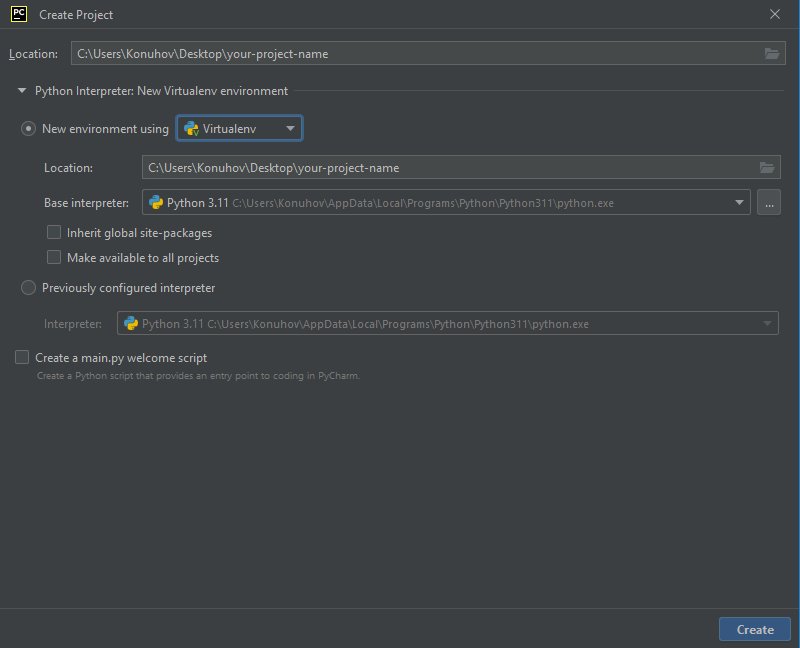 PC Create Project
Location: C:\Users\Konuhov\Desktop\your-project-name
Python Interpreter: New Virtualenv environment
New environment using Virtualenv
Location: C:\Users\Konuhov\Desktop\your-project-name
Base interpreter: Python 3.11 C:\Users\Konuhov\AppData\Local\Programs\Python\Python311\python.exe ...
Inherit global site-packages
Make available to all projects
Previously configured interpreter
Interpreter: Python 3.11 C:\Users\Konuhov\AppData\Local\Programs\Python\Python311\python.exe
Create a main.py welcome script
Create a Python script that provides an entry point to coding in PyCharm.
Create